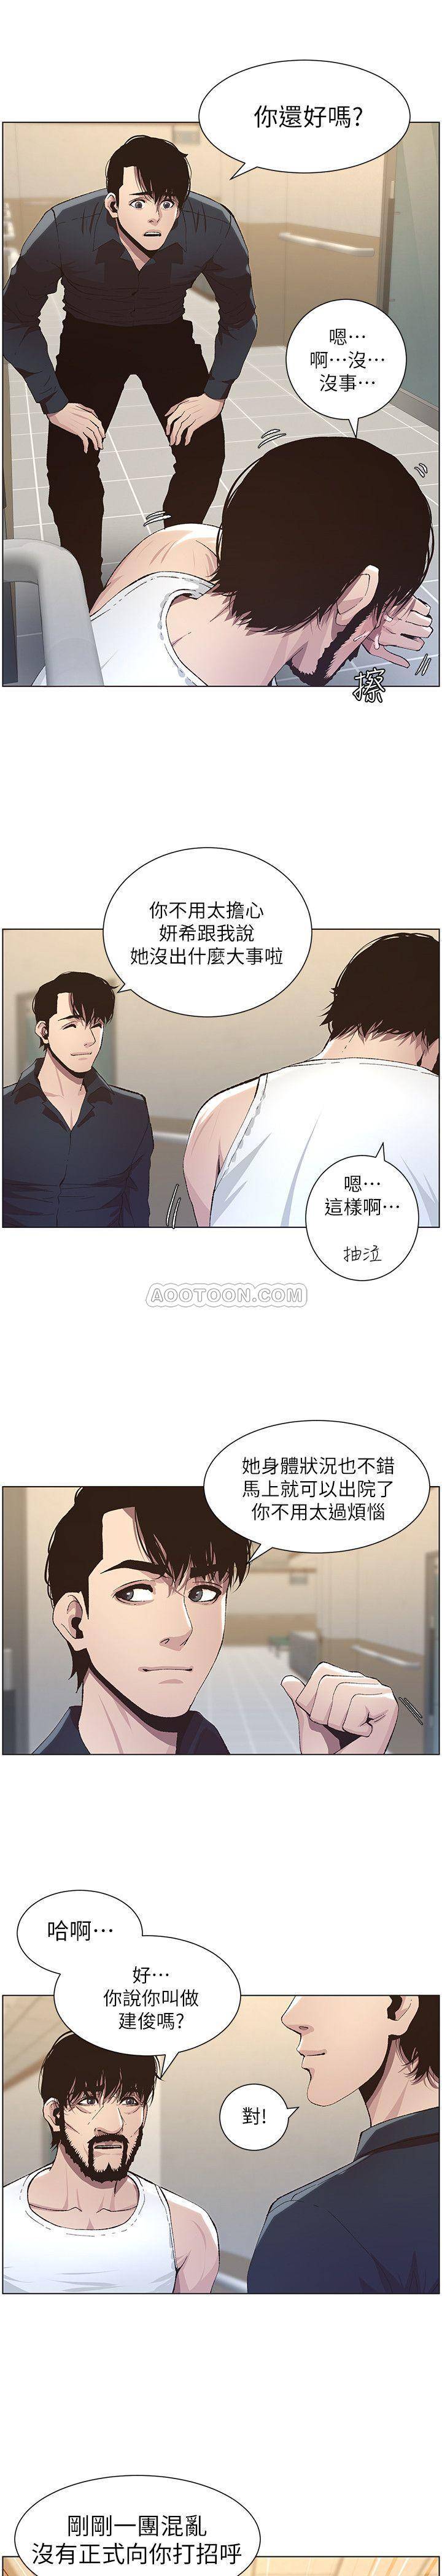 你還好嗎?
嗯⋯
啊⋯沒⋯
沒事⋯
擦
你不用太擔心
妍希跟我說
她沒出什麼大事啦
嗯⋯
這樣啊⋯
抽泣
AOOTOON.COM
她身體狀況也不錯
馬上就可以出院了
你不用太過煩惱
哈啊⋯
好⋯
你說你叫做
建俊嗎?
對!
剛剛一團混亂
沒有正式向你打招呼